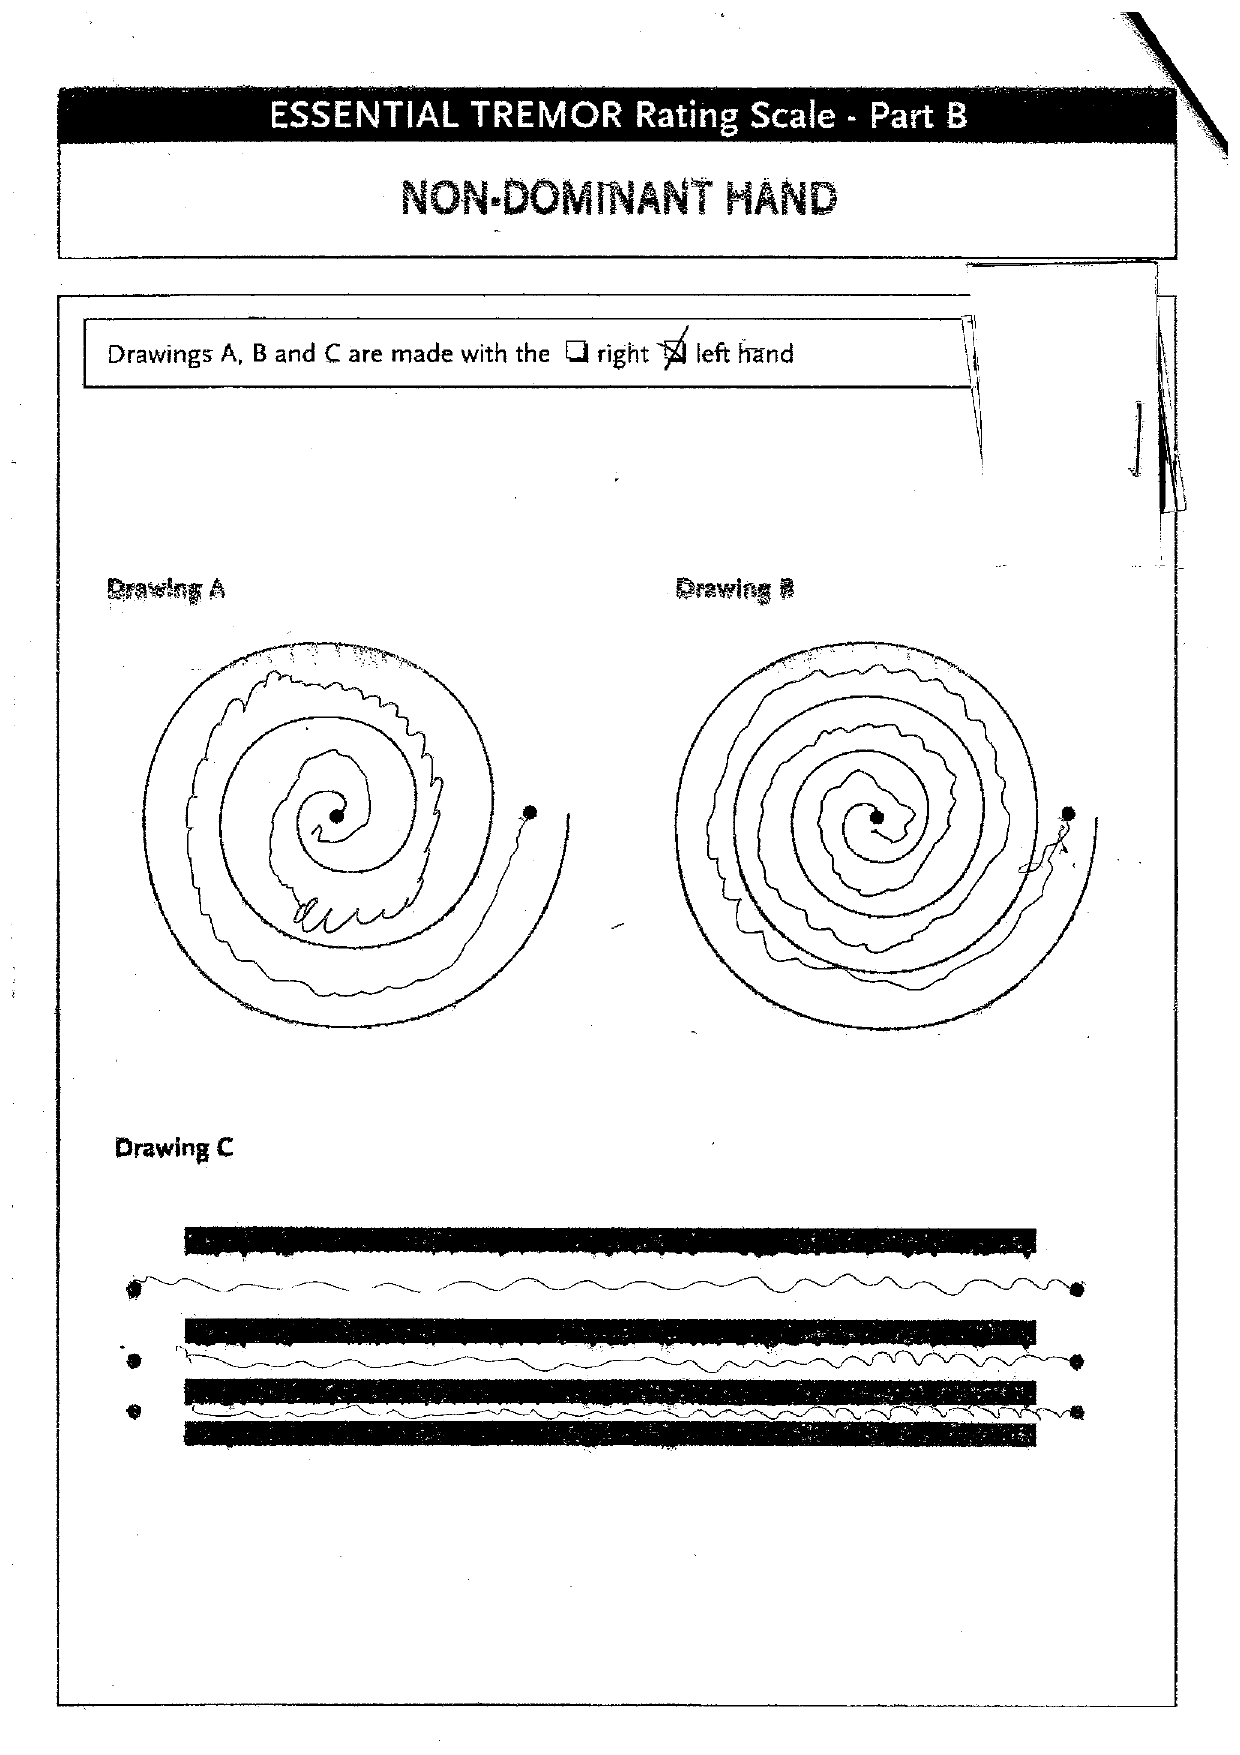 ESSENTIAL TREMOR Rating Scale - Part B
NON-DOMINANT HAND
Drawings A, B and C are made with the ☐ right ☒ left hand
Drawing A
Drawing B
Drawing C